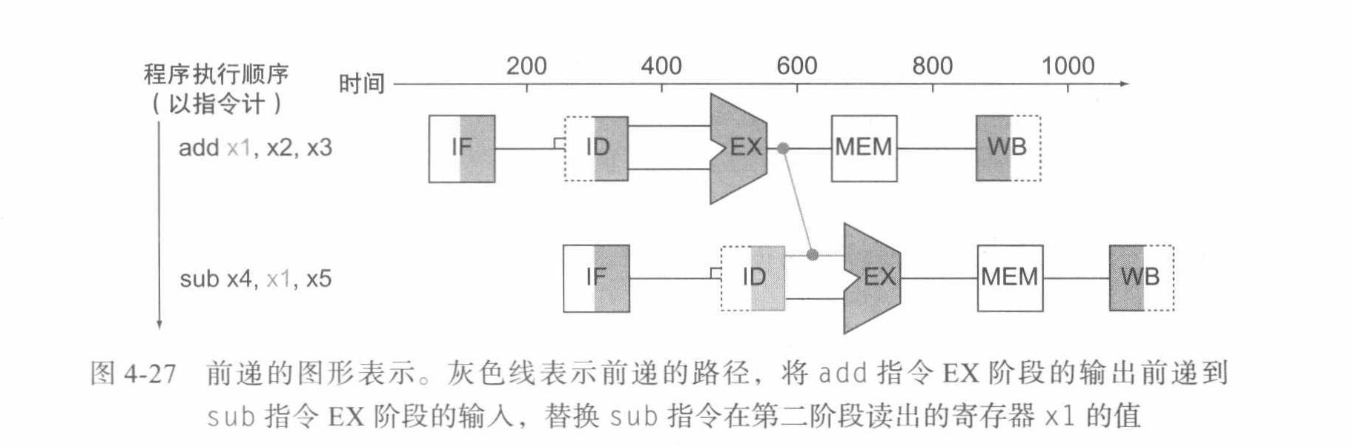 程序执行顺序
（以指令计）
时间
200 400 600 800 1000
add x1, x2, x3
IF ID EX MEM WB
sub x4, x1, x5
IF ID EX MEM WB
图 4-27 前递的图形表示。灰色线表示前递的路径，将 add 指令 EX 阶段的输出前递到
sub 指令 EX 阶段的输入，替换 sub 指令在第二阶段读出的寄存器 x1 的值